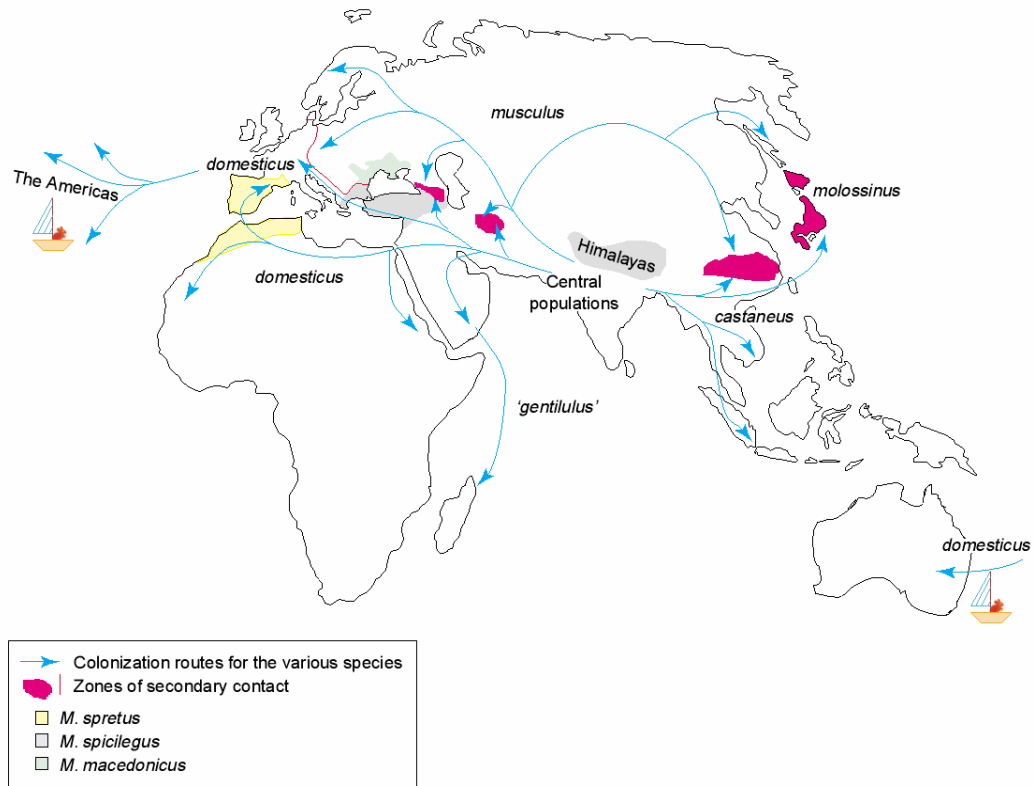 musculus
domesticus
The Americas
molossinus
Himalayas
domesticus
Central
populations
castaneus
'gentilulus'
domesticus
Colonization routes for the various species
Zones of secondary contact
M. spretus
M. spicilegus
M. macedonicus